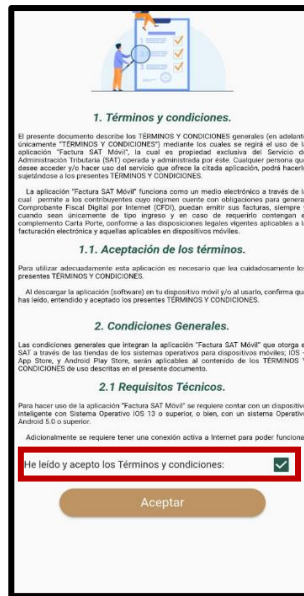 1. Términos y condiciones.
El presente documento describe los TÉRMINOS Y CONDICIONES generales (en adelante
únicamente "TÉRMINOS Y CONDICIONES") mediante los cuales se regirá el uso de la
aplicación "Factura SAT Móvil", la cual es propiedad exclusiva del Servicio de
Administración Tributaria (SAT) operada y administrada por éste. Cualquier persona que
desee acceder y/o hacer uso del servicio que ofrece la citada aplicación, podrá hacerlo
sujetándose a los presentes TÉRMINOS Y CONDICIONES.
La aplicación "Factura SAT Móvil" funciona como un medio electrónico a través de la
cual permite a los contribuyentes cuyo régimen cuente con obligaciones para generar
Comprobante Fiscal Digital por Internet (CFDI), puedan emitir sus facturas, siempre y
cuando sean únicamente de tipo ingreso y en caso de requerirlo contengan el
complemento Carta Porte, conforme a las disposiciones legales vigentes aplicables a la
facturación electrónica y aquellas aplicables en dispositivos móviles.
1.1. Aceptación de los términos.
Para utilizar adecuadamente esta aplicación es necesario que lea cuidadosamente los
presentes TÉRMINOS Y CONDICIONES.
Al descargar la aplicación (software) en tu dispositivo móvil y/o al usarlo, confirma que
has leído, entendido y aceptado los presentes TÉRMINOS Y CONDICIONES.
2. Condiciones Generales.
Las condiciones generales que integran la aplicación "Factura SAT Móvil" que otorga el
SAT a través de las tiendas de los sistemas operativos para dispositivos móviles; IOS -
App Store, y Android Play Store, serán aplicables al contenido de los TÉRMINOS Y
CONDICIONES de uso descritas en el presente documento.
2.1 Requisitos Técnicos.
Para hacer uso de la aplicación "Factura SAT Móvil" se requiere contar con un dispositivo
inteligente con Sistema Operativo IOS 13 o superior, o bien, con un sistema Operativo
Android 5.0 o superior.
Adicionalmente se requiere tener una conexión activa a Internet para poder funcionar
He leído y acepto los Términos y condiciones:
Aceptar